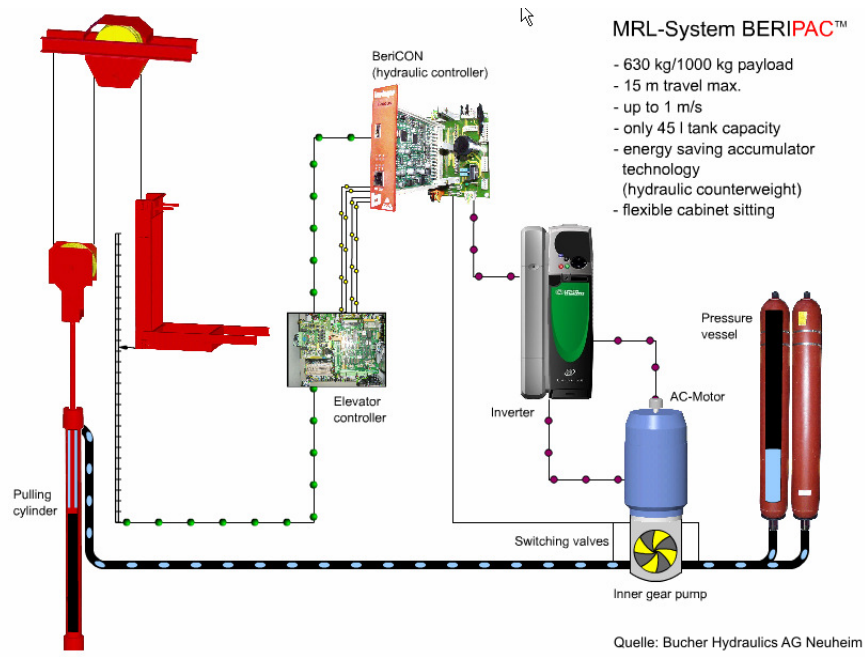 MRL-System BERIPAC™
- 630 kg/1000 kg payload
- 15 m travel max.
- up to 1 m/s
- only 45 l tank capacity
- energy saving accumulator
technology
(hydraulic counterweight)
- flexible cabinet sitting
BeriCON
(hydraulic controller)
Elevator
controller
Inverter
AC-Motor
Pressure
vessel
Pulling
cylinder
Switching valves
Inner gear pump
Quelle: Bucher Hydraulics AG Neuheim